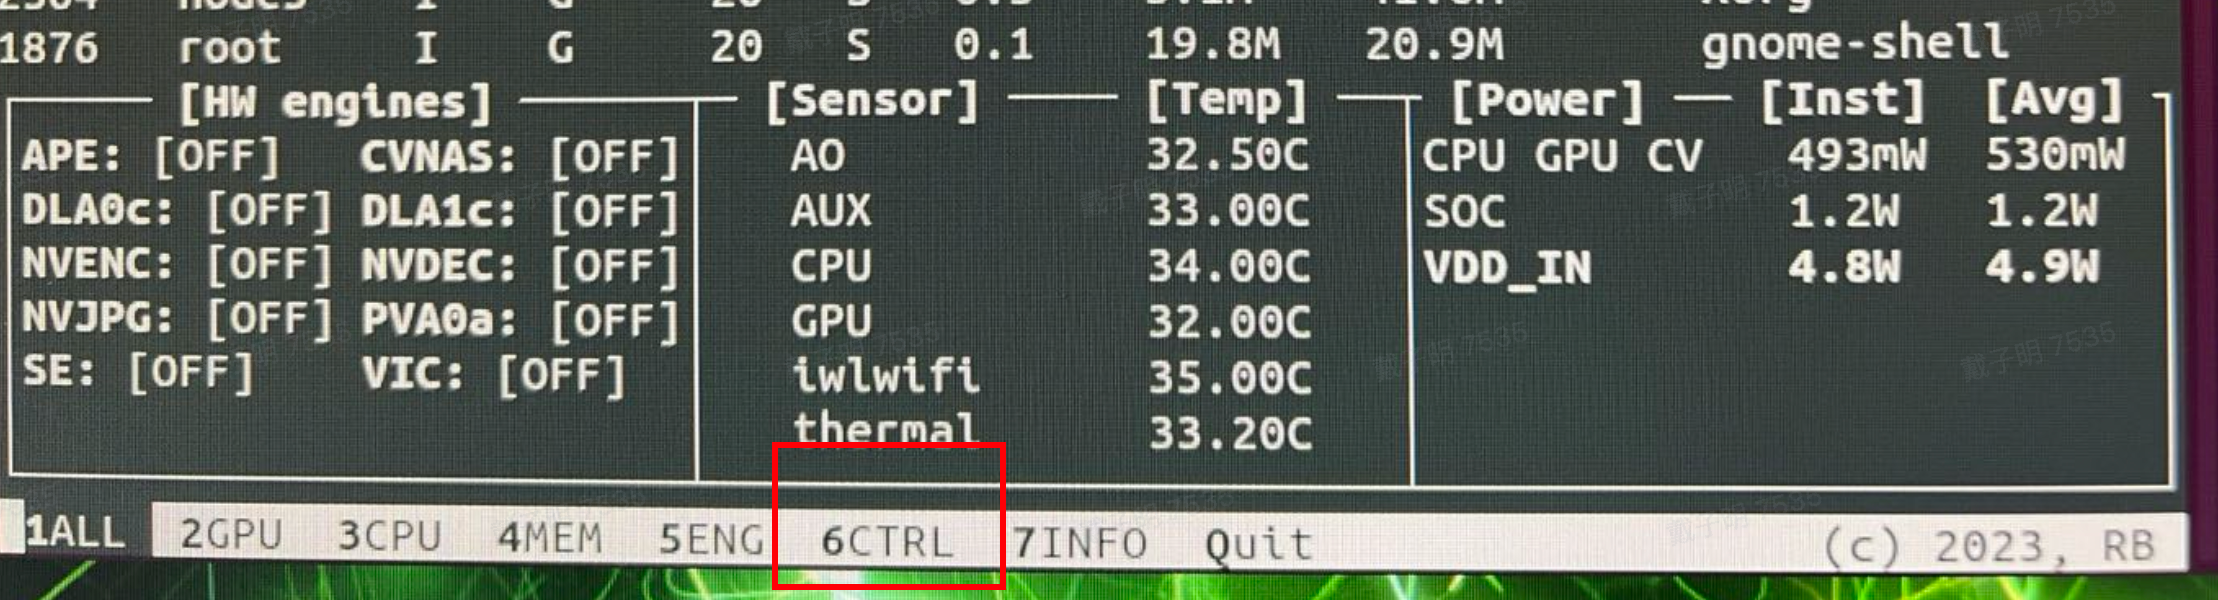 1876 root I G 20 S 0.1 19.8M 20.9M gnome-shell
[HW engines] [Sensor] [Temp] [Power] [Inst] [Avg]
APE: [OFF] CVNAS: [OFF] AO 32.50C CPU GPU CV 493mW 530mW
DLA0c: [OFF] DLA1c: [OFF] AUX 33.00C SOC 1.2W 1.2W
NVENC: [OFF] NVDEC: [OFF] CPU 34.00C VDD_IN 4.8W 4.9W
NVJPG: [OFF] PVA0a: [OFF] GPU 32.00C
SE: [OFF] VIC: [OFF] iwlwifi 35.00C
thermal 33.20C
1ALL 2GPU 3CPU 4MEM 5ENG 6CTRL 7INFO Quit (c) 2023, RB